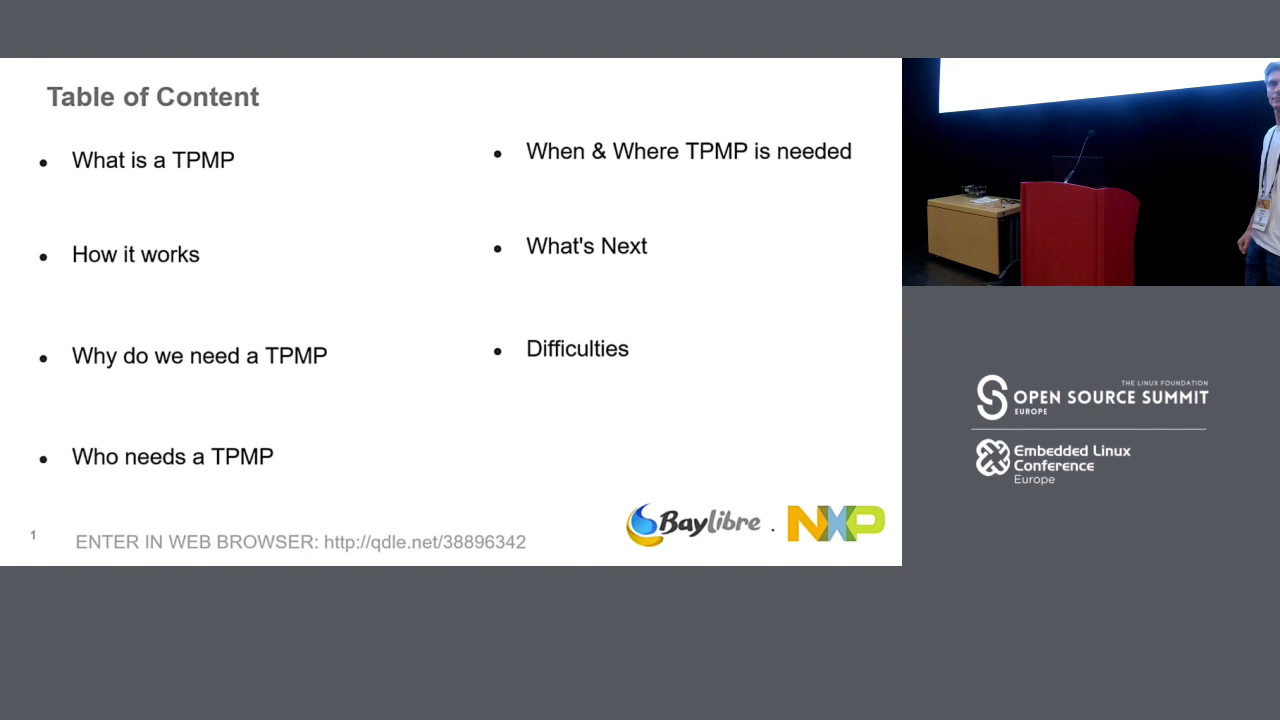 Table of Content
What is a TPMP
How it works
Why do we need a TPMP
Who needs a TPMP
When & Where TPMP is needed
What's Next
Difficulties
1
ENTER IN WEB BROWSER: http://qdle.net/38896342
Baylibre . NXP
THE LINUX FOUNDATION
OPEN SOURCE SUMMIT
EUROPE
Embedded Linux
Conference
Europe